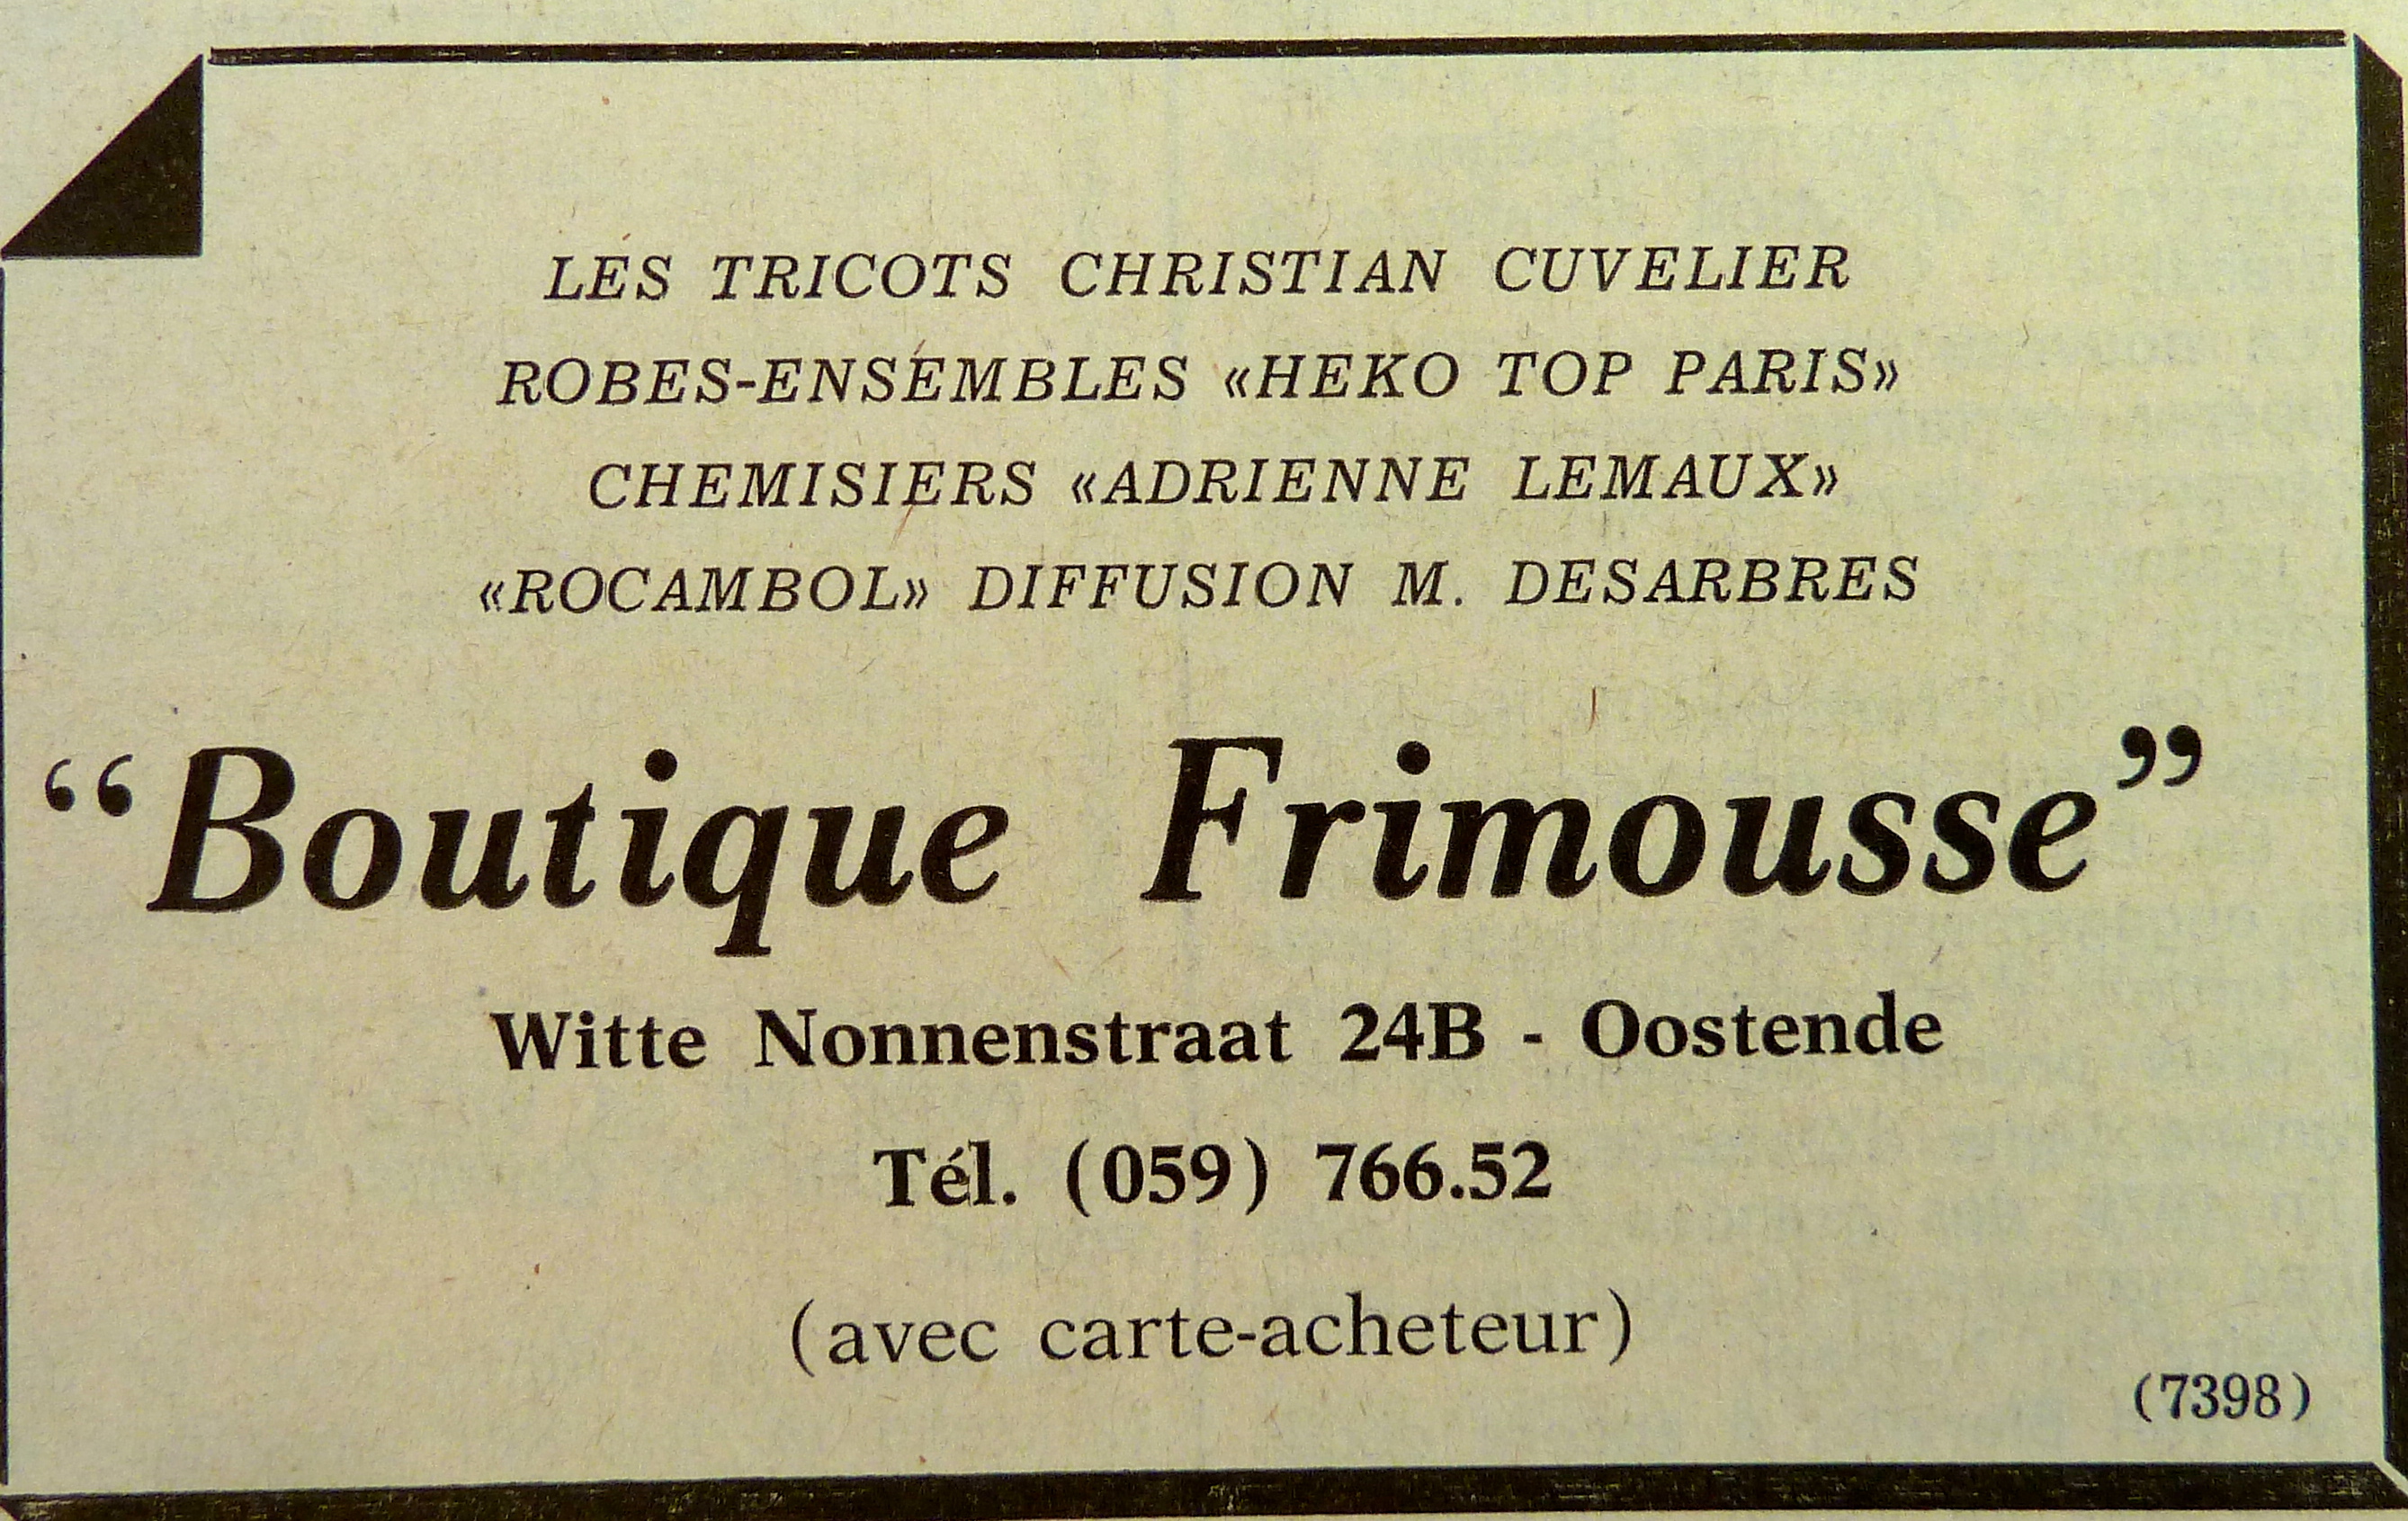 LES TRICOTS CHRISTIAN CUVELIER
ROBES-ENSEMBLES «HEKO TOP PARIS»
CHEMISIERS «ADRIENNE LEMAUX»
«ROCAMBOL» DIFFUSION M. DESARBRES
“Boutique Frimousse”
Witte Nonnenstraat 24B - Oostende
Tél. (059) 766.52
(avec carte-acheteur)
(7398)